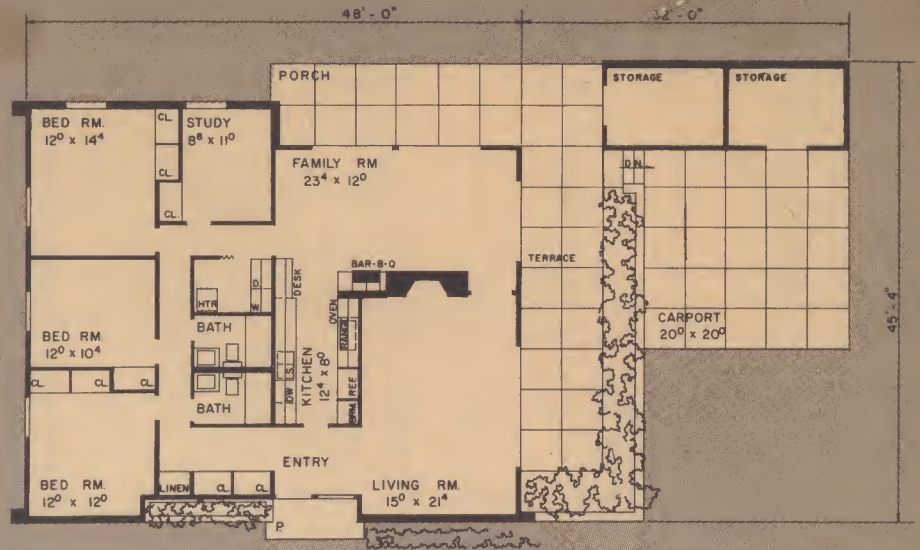 48'-0" 32'-0"
PORCH
STORAGE STORAGE
BED RM.
12⁰ x 14⁴
CL.
CL.
CL.
STUDY
8⁸ x 11⁰
FAMILY RM
23⁴ x 12⁰
DN
TERRACE
BAR-B-Q
DESK
D
W
HTR
OVEN
RANGE
BATH
BED RM.
12⁰ x 10⁴
CL. CL. CL.
S
DW
KITCHEN
12⁴ x 8⁰
REF
BRM
BATH
CARPORT
20⁰ x 20⁰
45'-4"
ENTRY
BED RM.
12⁰ x 12⁰
LINEN CL. CL.
LIVING RM.
15⁰ x 21⁴
P.